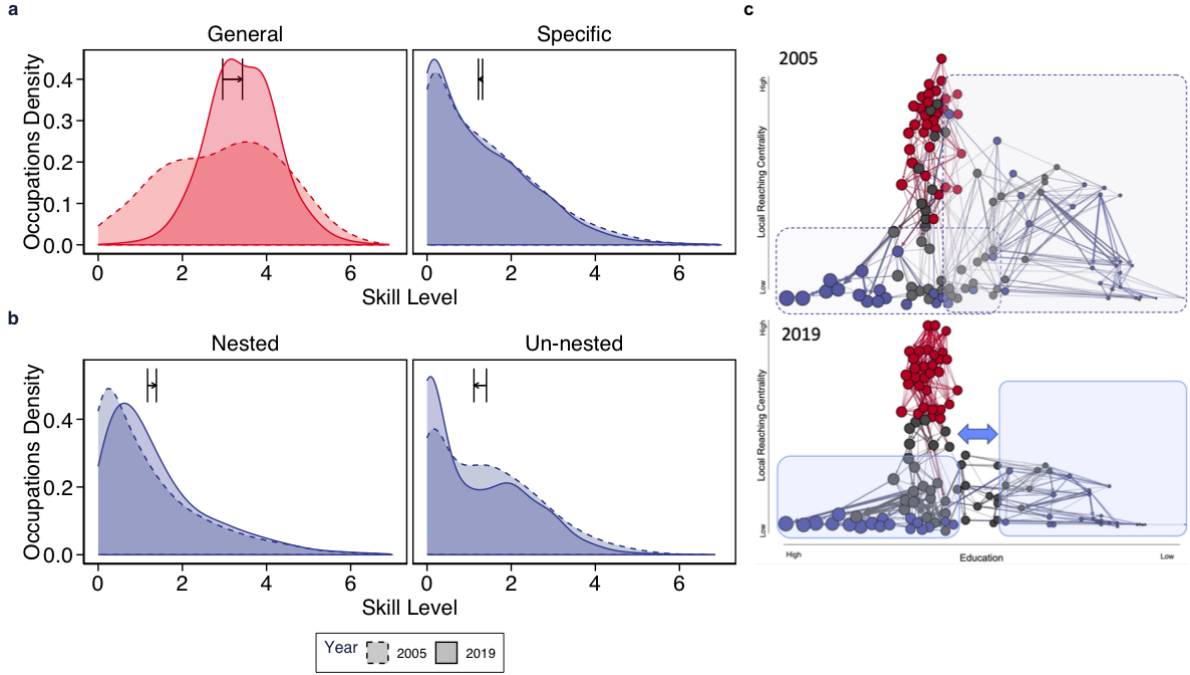 a
General
Specific
Occupations Density
0.4
0.3
0.2
0.1
0.0
0 2 4 6
0 2 4 6
Skill Level
b
Nested
Un-nested
Occupations Density
0.4
0.2
0.0
0 2 4 6
0 2 4 6
Skill Level
Year 2005 2019
c
2005
High
Local Reaching Centrality
Low
2019
High
Local Reaching Centrality
Low
High Education Low